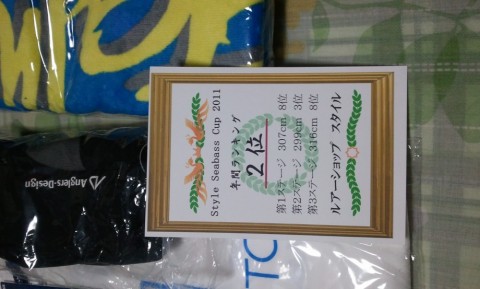 Style Seabass Cup 2011
年間ランキング
2位
第1ステージ 307cm 8位
第2ステージ 299cm 3位
第3ステージ 315cm 8位
ルアーショップ スタイル
Anglers-Design
TC